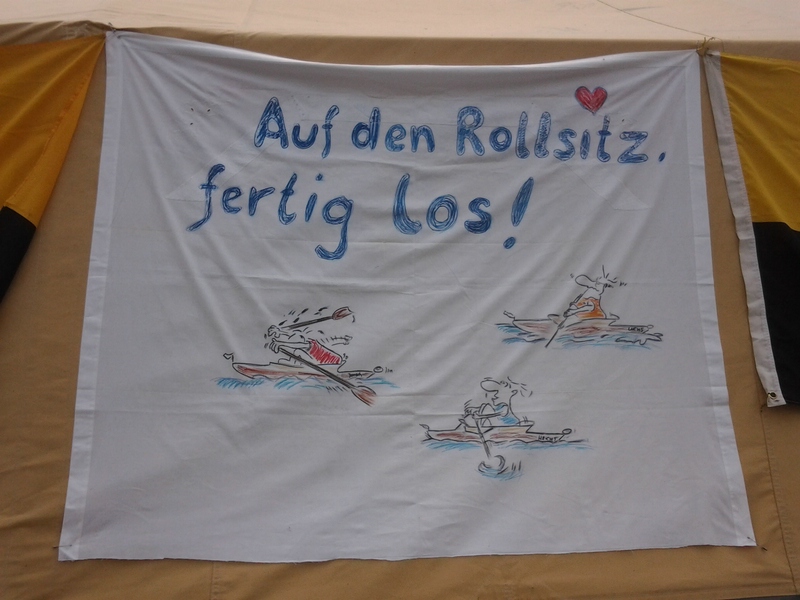 Auf den Rollsitz.
fertig los!